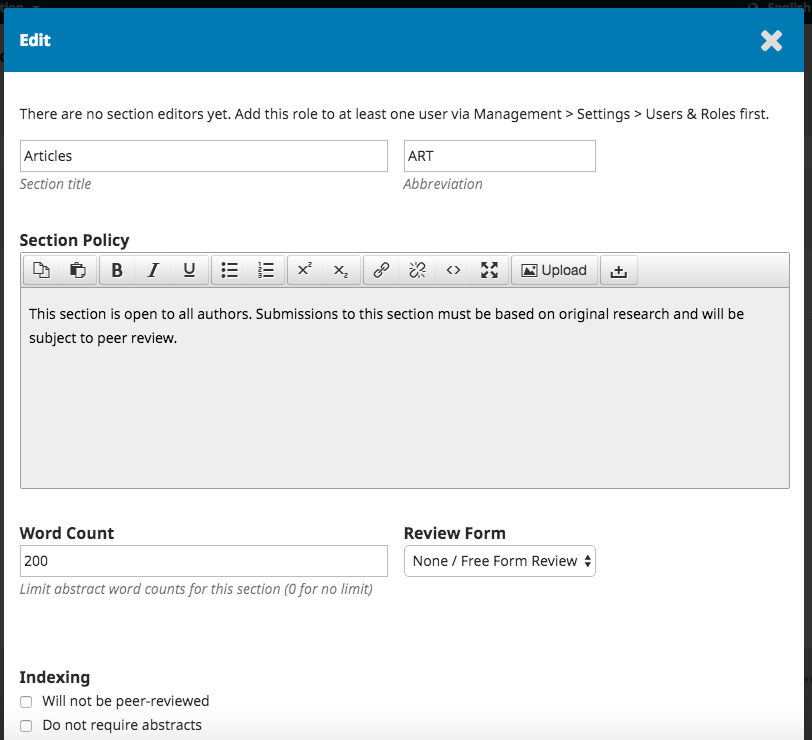 English
Edit
There are no section editors yet. Add this role to at least one user via Management > Settings > Users & Roles first.
Articles
ART
Section title
Abbreviation
Section Policy
B I U x² x₂ <> Upload
This section is open to all authors. Submissions to this section must be based on original research and will be
subject to peer review.
Word Count
Review Form
200
None / Free Form Review
Limit abstract word counts for this section (0 for no limit)
Indexing
Will not be peer-reviewed
Do not require abstracts